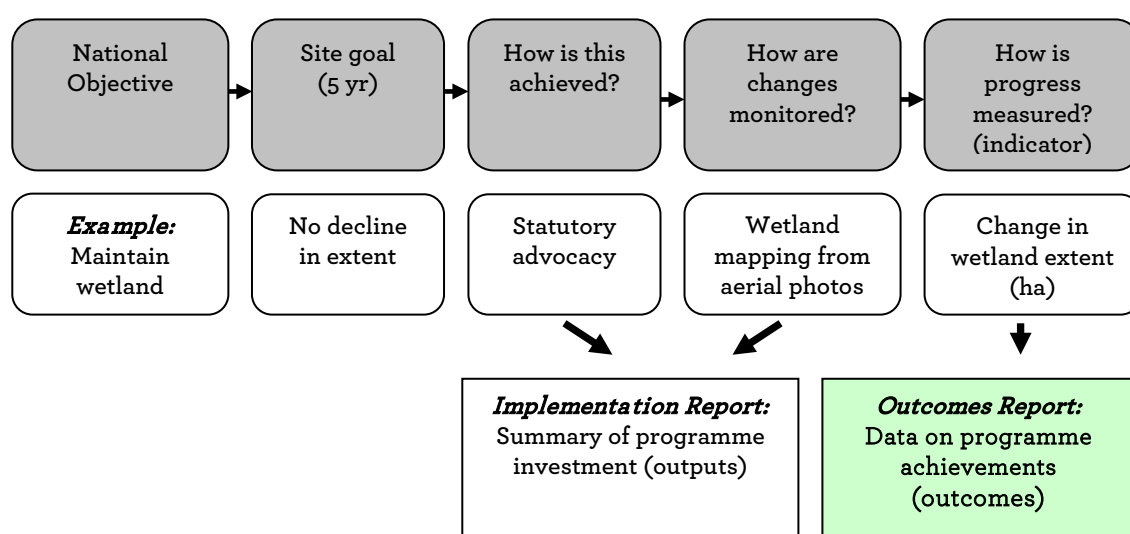 National
Objective
Site goal
(5 yr)
How is this
achieved?
How are
changes
monitored?
How is
progress
measured?
(indicator)
Example:
Maintain
wetland
No decline
in extent
Statutory
advocacy
Wetland
mapping from
aerial photos
Change in
wetland extent
(ha)
Implementation Report:
Summary of programme
investment (outputs)
Outcomes Report:
Data on programme
achievements
(outcomes)